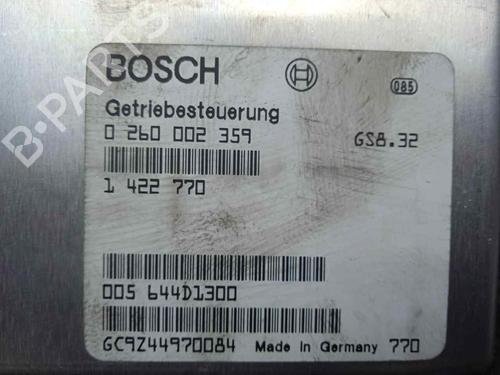 BOSCH
085
Getriebesteuerung
0 260 002 359
GS8.32
1 422 770
005 644D1300
GC9Z44970084 Made in Germany 770
B-PARTS